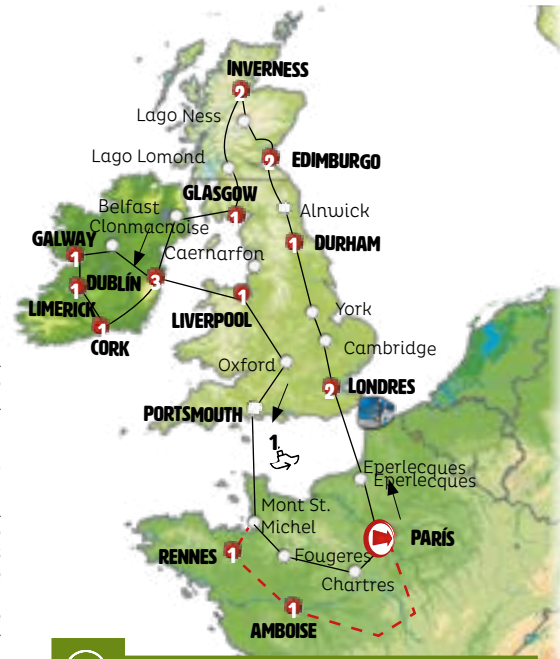 INVERNESS
2
Lago Ness
2
EDIMBURGO
Lago Lomond
GLASGOW
1
Alnwick
Belfast
Clonmacnoise
GALWAY
1
Caernarfon
1
DURHAM
DUBLÍN
3
1
LIMERICK
1
LIVERPOOL
1
CORK
York
Cambridge
Oxford
2
LONDRES
PORTSMOUTH
1
Eperlecques
Eperlecques
Mont St.
Michel
PARÍS
RENNES
1
Fougeres
Chartres
1
AMBOISE